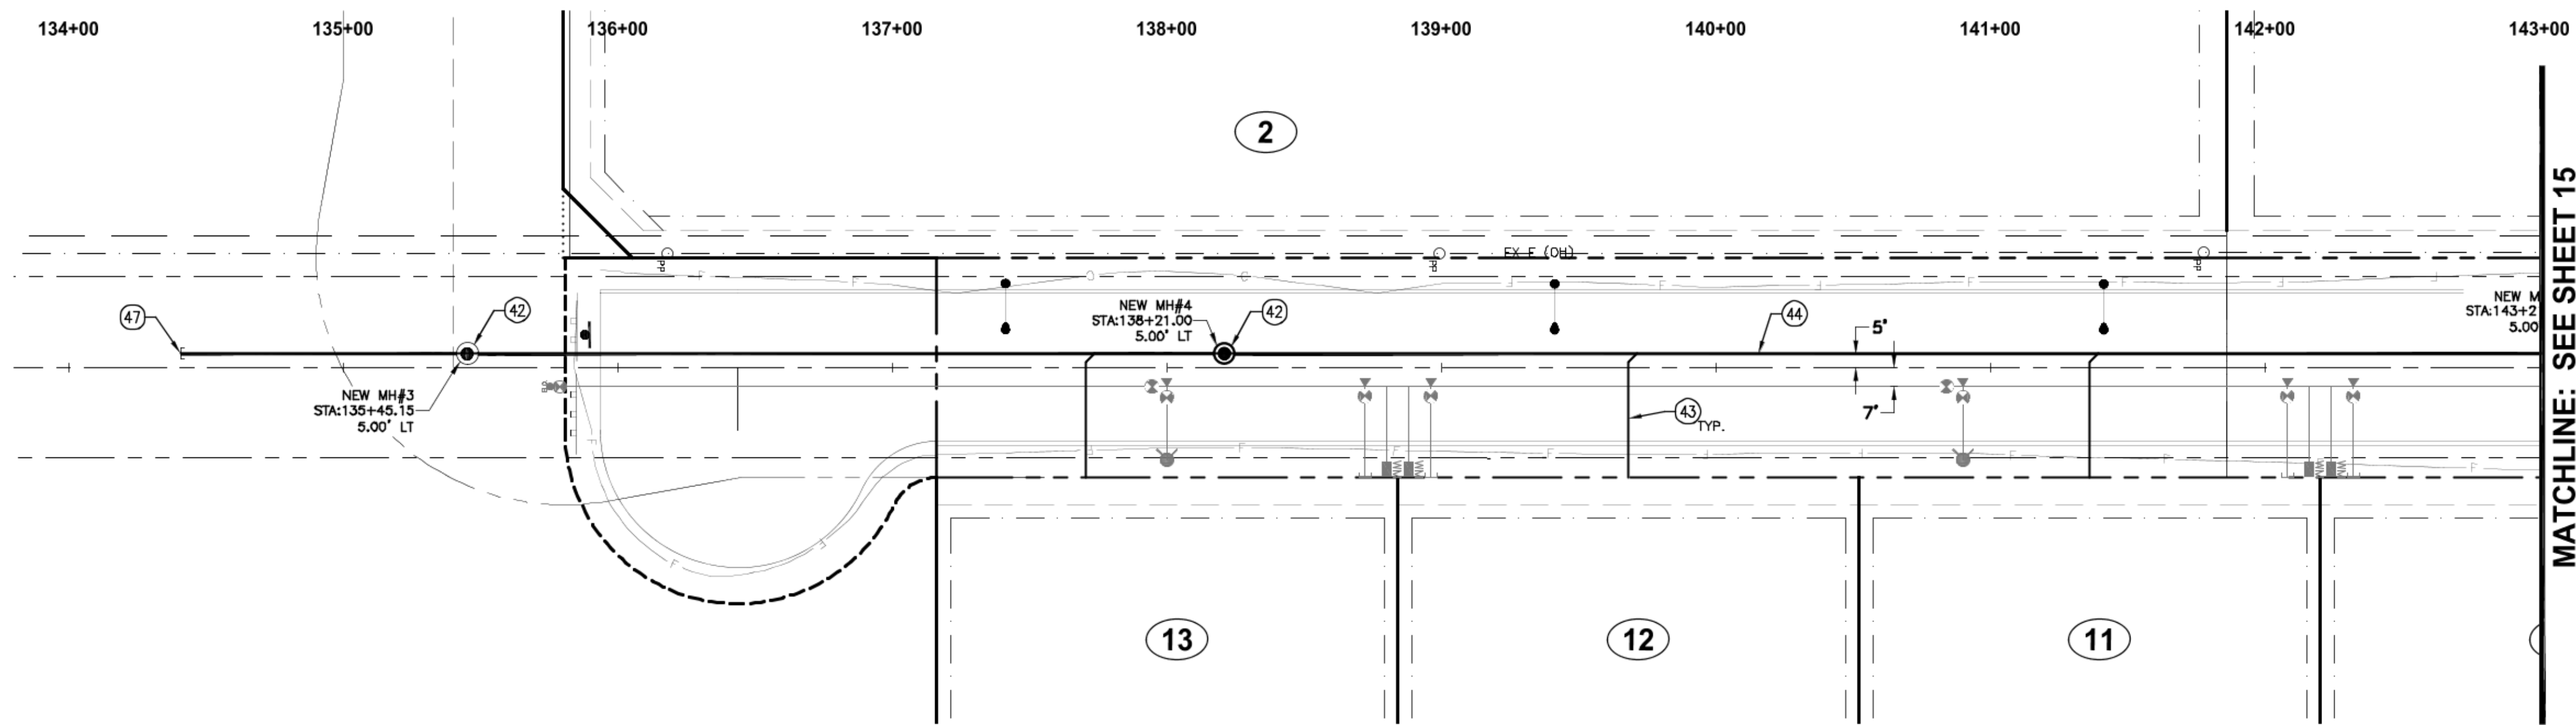 134+00 135+00 136+00 137+00 138+00 139+00 140+00 141+00 142+00 143+00
2
EX E (OH)
PP
PP
PP
NEW MH#4
STA:138+21.00
5.00' LT
42
NEW M
STA:143+2
5.00
47
42
44
5'
NEW MH#3
STA:135+45.15
5.00' LT
43
TYP.
7'
13
12
11
MATCHLINE: SEE SHEET 15